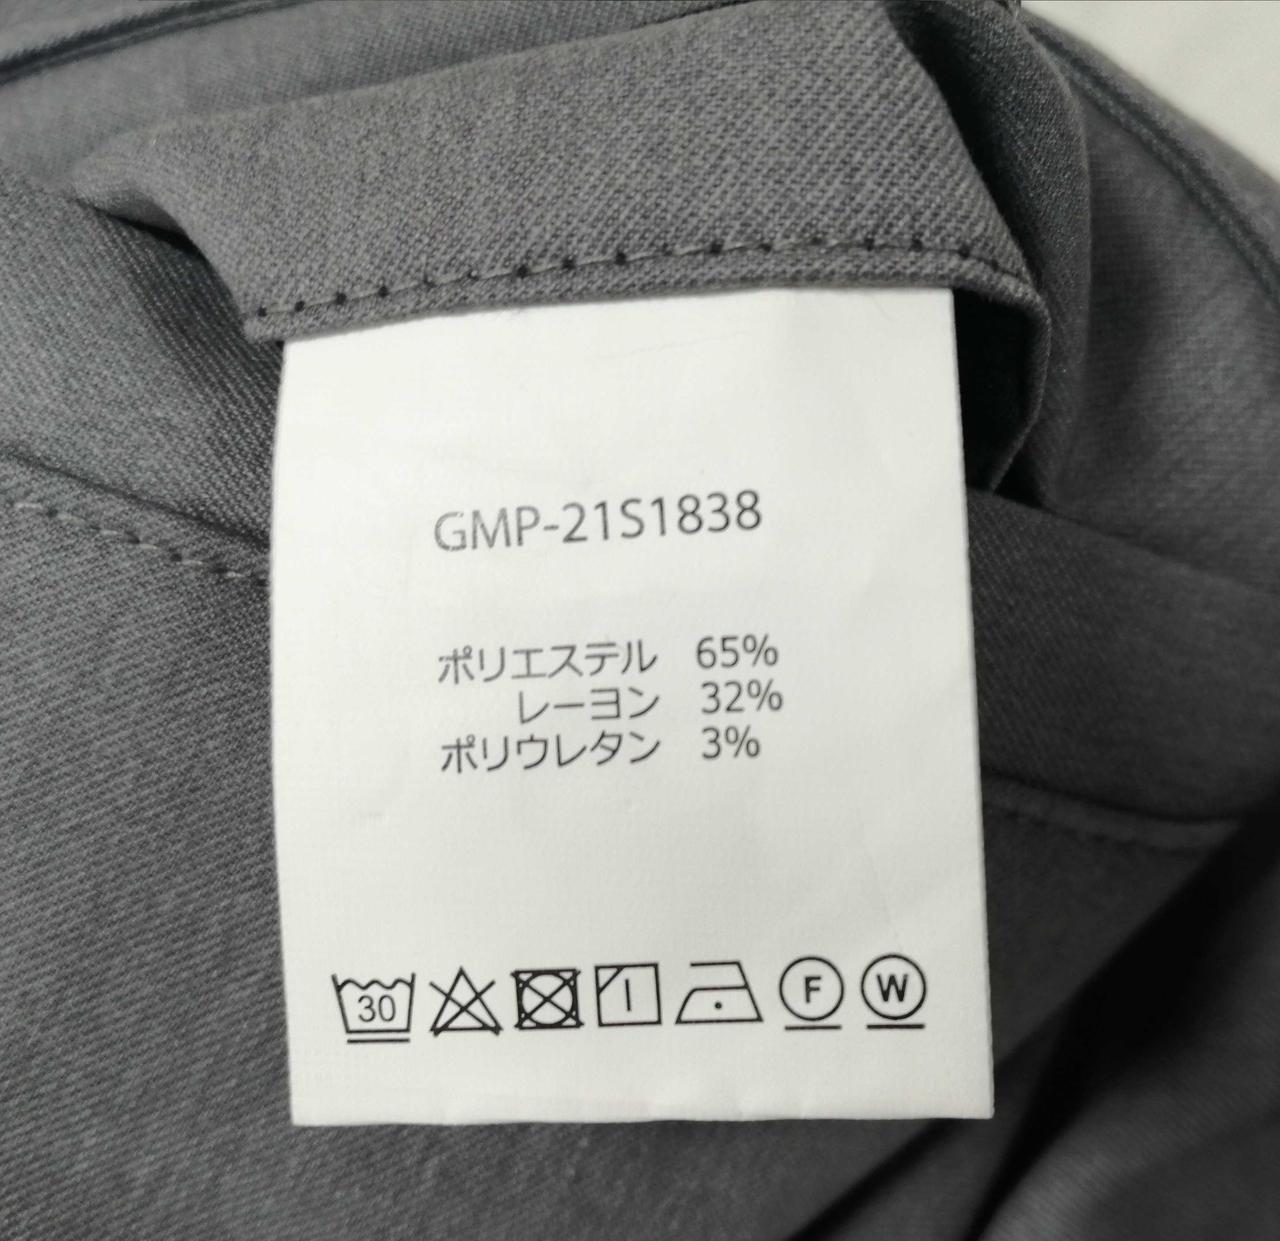 GMP-21S1838
ポリエステル 65%
レーヨン 32%
ポリウレタン 3%
30 F W